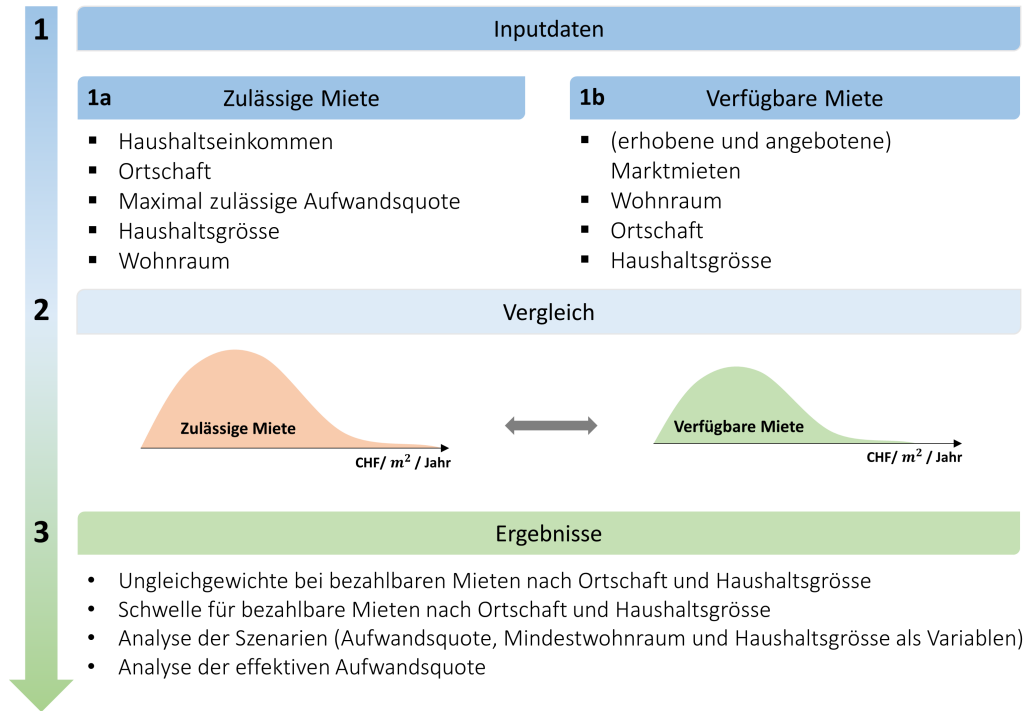 1
Inputdaten
1a Zulässige Miete
▪ Haushaltseinkommen
▪ Ortschaft
▪ Maximal zulässige Aufwandsquote
▪ Haushaltsgrösse
▪ Wohnraum
1b Verfügbare Miete
▪ (erhobene und angebotene)
Marktmieten
▪ Wohnraum
▪ Ortschaft
▪ Haushaltsgrösse
2
Vergleich
Zulässige Miete
CHF/ m² / Jahr
Verfügbare Miete
CHF/ m² / Jahr
3
Ergebnisse
• Ungleichgewichte bei bezahlbaren Mieten nach Ortschaft und Haushaltsgrösse
• Schwelle für bezahlbare Mieten nach Ortschaft und Haushaltsgrösse
• Analyse der Szenarien (Aufwandsquote, Mindestwohnraum und Haushaltsgrösse als Variablen)
• Analyse der effektiven Aufwandsquote